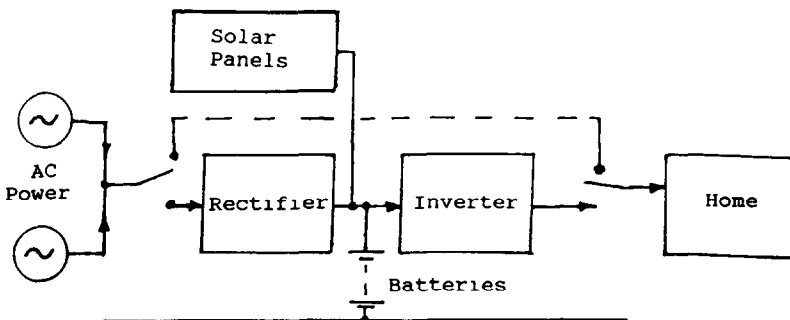 Solar
Panels
AC
Power
Rectifier
Inverter
Home
Batteries